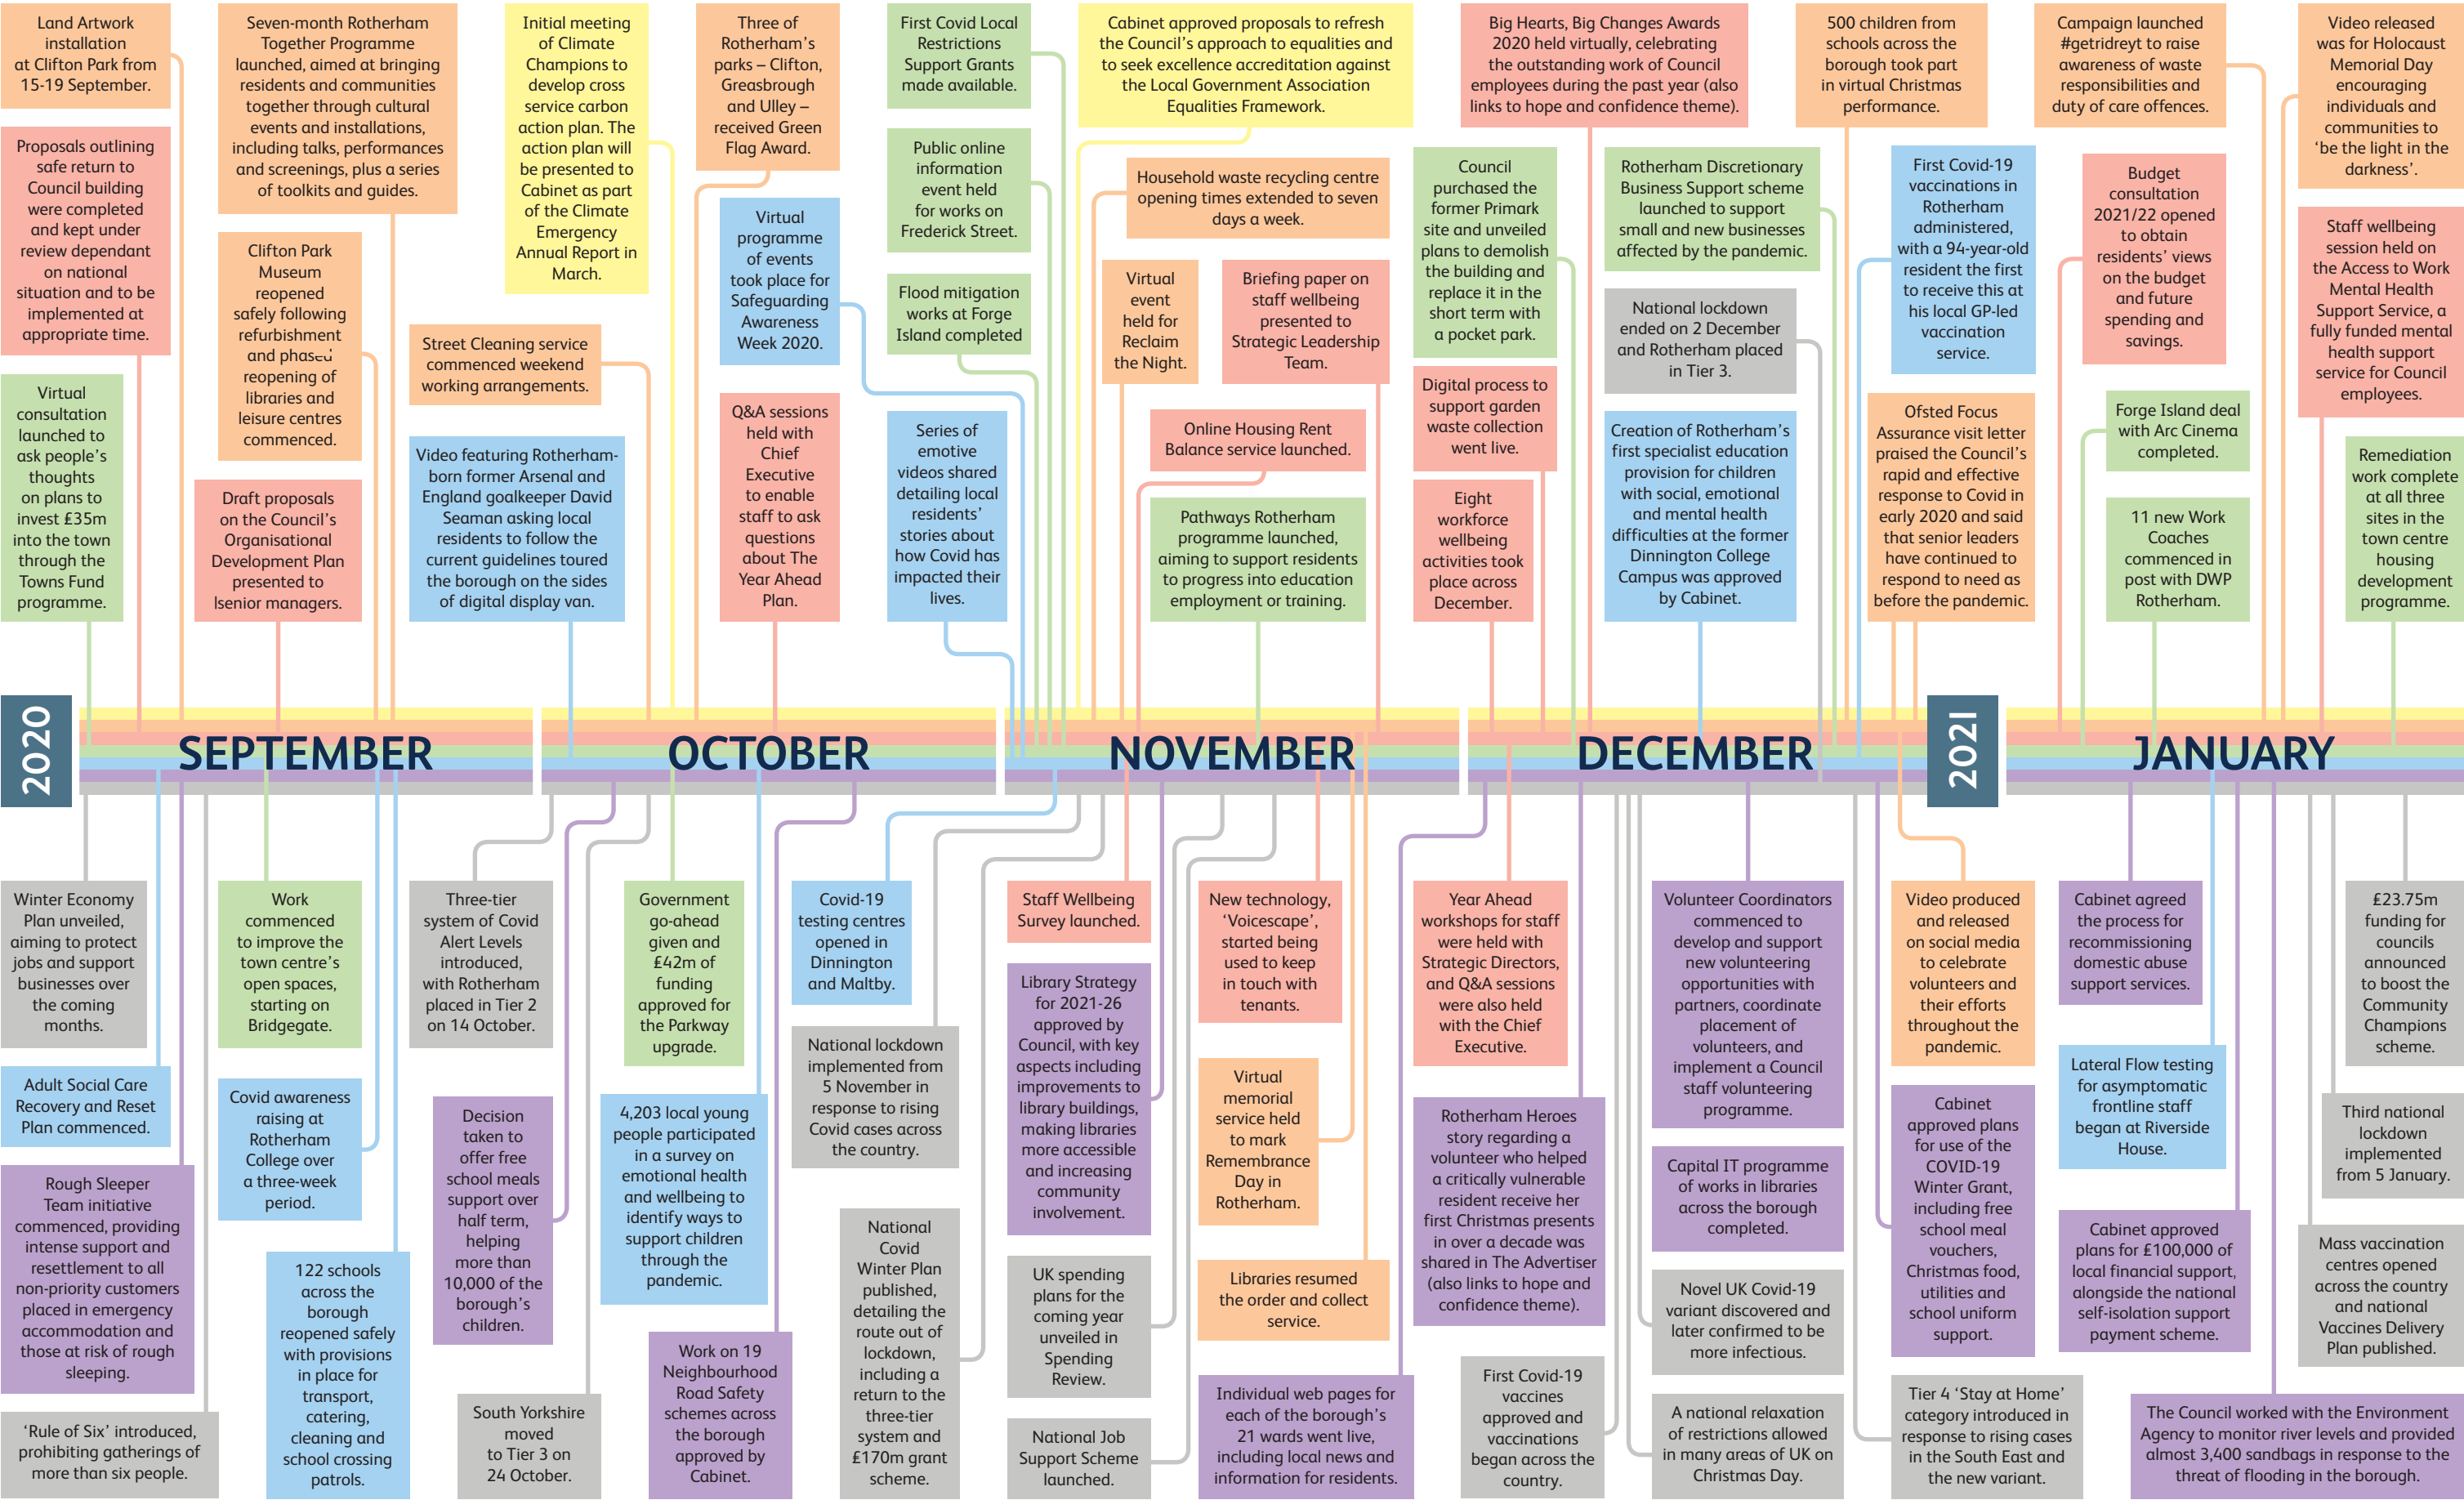 Land Artwork
installation
at Clifton Park from
15-19 September.
Proposals outlining
safe return to
Council building
were completed
and kept under
review dependant
on national
situation and to be
implemented at
appropriate time.
Virtual
consultation
launched to
ask people's
thoughts
on plans to
invest £35m
into the town
through the
Towns Fund
programme.
Seven-month Rotherham
Together Programme
launched, aimed at bringing
residents and communities
together through cultural
events and installations,
including talks, performances
and screenings, plus a series
of toolkits and guides.
Clifton Park
Museum
reopened
safely following
refurbishment
and phased
reopening of
libraries and
leisure centres
commenced.
Draft proposals
on the Council's
Organisational
Development Plan
presented to
lsenior managers.
Initial meeting
of Climate
Champions to
develop cross
service carbon
action plan. The
action plan will
be presented to
Cabinet as part
of the Climate
Emergency
Annual Report in
March.
Street Cleaning service
commenced weekend
working arrangements.
Video featuring Rotherham-
born former Arsenal and
England goalkeeper David
Seaman asking local
residents to follow the
current guidelines toured
the borough on the sides
of digital display van.
Three of
Rotherham's
parks – Clifton,
Greasbrough
and Ulley –
received Green
Flag Award.
Virtual
programme
of events
took place for
Safeguarding
Awareness
Week 2020.
Q&A sessions
held with
Chief
Executive
to enable
staff to ask
questions
about The
Year Ahead
Plan.
First Covid Local
Restrictions
Support Grants
made available.
Public online
information
event held
for works on
Frederick Street.
Flood mitigation
works at Forge
Island completed
Series of
emotive
videos shared
detailing local
residents'
stories about
how Covid has
impacted their
lives.
Cabinet approved proposals to refresh
the Council's approach to equalities and
to seek excellence accreditation against
the Local Government Association
Equalities Framework.
Household waste recycling centre
opening times extended to seven
days a week.
Virtual
event
held for
Reclaim
the Night.
Briefing paper on
staff wellbeing
presented to
Strategic Leadership
Team.
Online Housing Rent
Balance service launched.
Pathways Rotherham
programme launched,
aiming to support residents
to progress into education
employment or training.
Big Hearts, Big Changes Awards
2020 held virtually, celebrating
the outstanding work of Council
employees during the past year (also
links to hope and confidence theme).
Council
purchased the
former Primark
site and unveiled
plans to demolish
the building and
replace it in the
short term with
a pocket park.
Digital process to
support garden
waste collection
went live.
Eight
workforce
wellbeing
activities took
place across
December.
Rotherham Discretionary
Business Support scheme
launched to support
small and new businesses
affected by the pandemic.
National lockdown
ended on 2 December
and Rotherham placed
in Tier 3.
Creation of Rotherham's
first specialist education
provision for children
with social, emotional
and mental health
difficulties at the former
Dinnington College
Campus was approved
by Cabinet.
500 children from
schools across the
borough took part
in virtual Christmas
performance.
First Covid-19
vaccinations in
Rotherham
administered,
with a 94-year-old
resident the first
to receive this at
his local GP-led
vaccination
service.
Ofsted Focus
Assurance visit letter
praised the Council's
rapid and effective
response to Covid in
early 2020 and said
that senior leaders
have continued to
respond to need as
before the pandemic.
Campaign launched
#getridreyt to raise
awareness of waste
responsibilities and
duty of care offences.
Budget
consultation
2021/22 opened
to obtain
residents' views
on the budget
and future
spending and
savings.
Forge Island deal
with Arc Cinema
completed.
11 new Work
Coaches
commenced in
post with DWP
Rotherham.
Video released
was for Holocaust
Memorial Day
encouraging
individuals and
communities to
'be the light in the
darkness'.
Staff wellbeing
session held on
the Access to Work
Mental Health
Support Service, a
fully funded mental
health support
service for Council
employees.
Remediation
work complete
at all three
sites in the
town centre
housing
development
programme.
2020
SEPTEMBER
OCTOBER
NOVEMBER
DECEMBER
2021
JANUARY
Winter Economy
Plan unveiled,
aiming to protect
jobs and support
businesses over
the coming
months.
Adult Social Care
Recovery and Reset
Plan commenced.
Rough Sleeper
Team initiative
commenced, providing
intense support and
resettlement to all
non-priority customers
placed in emergency
accommodation and
those at risk of rough
sleeping.
'Rule of Six' introduced,
prohibiting gatherings of
more than six people.
Work
commenced
to improve the
town centre's
open spaces,
starting on
Bridgegate.
Covid awareness
raising at
Rotherham
College over
a three-week
period.
122 schools
across the
borough
reopened safely
with provisions
in place for
transport,
catering,
cleaning and
school crossing
patrols.
Three-tier
system of Covid
Alert Levels
introduced,
with Rotherham
placed in Tier 2
on 14 October.
Decision
taken to
offer free
school meals
support over
half term,
helping
more than
10,000 of the
borough's
children.
South Yorkshire
moved
to Tier 3 on
24 October.
Government
go-ahead
given and
£42m of
funding
approved for
the Parkway
upgrade.
4,203 local young
people participated
in a survey on
emotional health
and wellbeing to
identify ways to
support children
through the
pandemic.
Work on 19
Neighbourhood
Road Safety
schemes across
the borough
approved by
Cabinet.
Covid-19
testing centres
opened in
Dinnington
and Maltby.
National lockdown
implemented from
5 November in
response to rising
Covid cases across
the country.
National
Covid
Winter Plan
published,
detailing the
route out of
lockdown,
including a
return to the
three-tier
system and
£170m grant
scheme.
Staff Wellbeing
Survey launched.
Library Strategy
for 2021-26
approved by
Council, with key
aspects including
improvements to
library buildings,
making libraries
more accessible
and increasing
community
involvement.
UK spending
plans for the
coming year
unveiled in
Spending
Review.
National Job
Support Scheme
launched.
New technology,
'Voicescape',
started being
used to keep
in touch with
tenants.
Virtual
memorial
service held
to mark
Remembrance
Day in
Rotherham.
Libraries resumed
the order and collect
service.
Individual web pages for
each of the borough's
21 wards went live,
including local news and
information for residents.
Year Ahead
workshops for staff
were held with
Strategic Directors,
and Q&A sessions
were also held
with the Chief
Executive.
Rotherham Heroes
story regarding a
volunteer who helped
a critically vulnerable
resident receive her
first Christmas presents
in over a decade was
shared in The Advertiser
(also links to hope and
confidence theme).
First Covid-19
vaccines
approved and
vaccinations
began across the
country.
Volunteer Coordinators
commenced to
develop and support
new volunteering
opportunities with
partners, coordinate
placement of
volunteers, and
implement a Council
staff volunteering
programme.
Capital IT programme
of works in libraries
across the borough
completed.
Novel UK Covid-19
variant discovered and
later confirmed to be
more infectious.
A national relaxation
of restrictions allowed
in many areas of UK on
Christmas Day.
Video produced
and released
on social media
to celebrate
volunteers and
their efforts
throughout the
pandemic.
Cabinet
approved plans
for use of the
COVID-19
Winter Grant,
including free
school meal
vouchers,
Christmas food,
utilities and
school uniform
support.
Tier 4 'Stay at Home'
category introduced in
response to rising cases
in the South East and
the new variant.
Cabinet agreed
the process for
recommissioning
domestic abuse
support services.
Lateral Flow testing
for asymptomatic
frontline staff
began at Riverside
House.
Cabinet approved
plans for £100,000 of
local financial support,
alongside the national
self-isolation support
payment scheme.
The Council worked with the Environment
Agency to monitor river levels and provided
almost 3,400 sandbags in response to the
threat of flooding in the borough.
£23.75m
funding for
councils
announced
to boost the
Community
Champions
scheme.
Third national
lockdown
implemented
from 5 January.
Mass vaccination
centres opened
across the country
and national
Vaccines Delivery
Plan published.